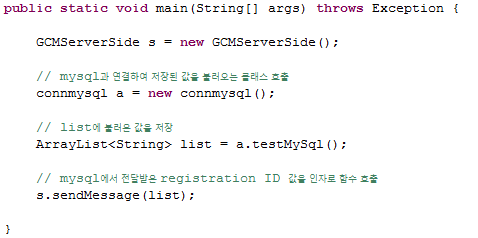 public static void main(String[] args) throws Exception {
GCMServerSide s = new GCMServerSide();
// mysql과 연결하여 저장된 값을 불러오는 클래스 호출
connmysql a = new connmysql();
// list에 불러온 값을 저장
ArrayList<String> list = a.testMySql();
// mysql에서 전달받은 registration ID 값을 인자로 함수 호출
s.sendMessage(list);
}